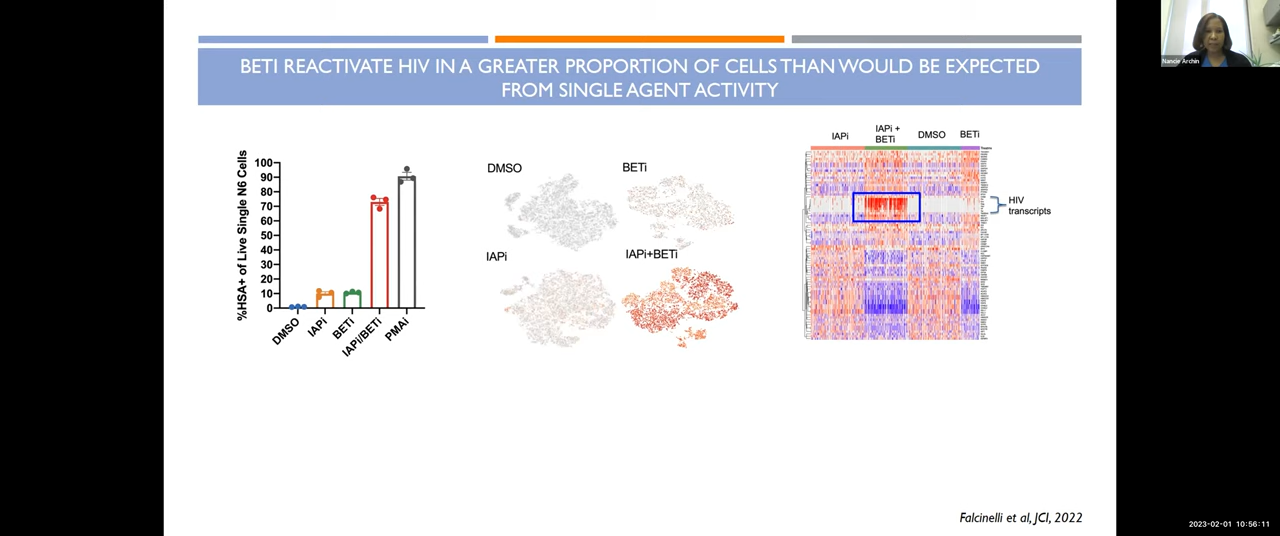 BETI REACTIVATE HIV IN A GREATER PROPORTION OF CELLS THAN WOULD BE EXPECTED
FROM SINGLE AGENT ACTIVITY
%HSA+ of Live Single N6 Cells
100
90
80
70
60
50
40
30
20
10
0
DMSO
IAPi
BETi
IAPi/BETi
PMAi
DMSO
BETi
IAPi
IAPi+BETi
IAPi
IAPi +
BETi
DMSO
BETi
HIV
transcripts
Falcinelli et al, JCI, 2022
Nancie Archin
2023-02-01 10:56:11